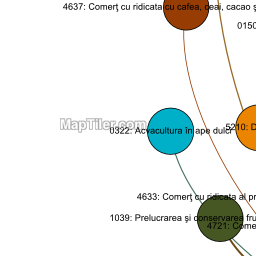 4637: Comerţ cu ridicata cu cafea, ceai, cacao ş
0150
MapTiler.com
0322: Acvacultura în ape dulci
5210: D
4633: Comerţ cu ridicata al pr
1039: Prelucrarea şi conservarea fru
4721: Come